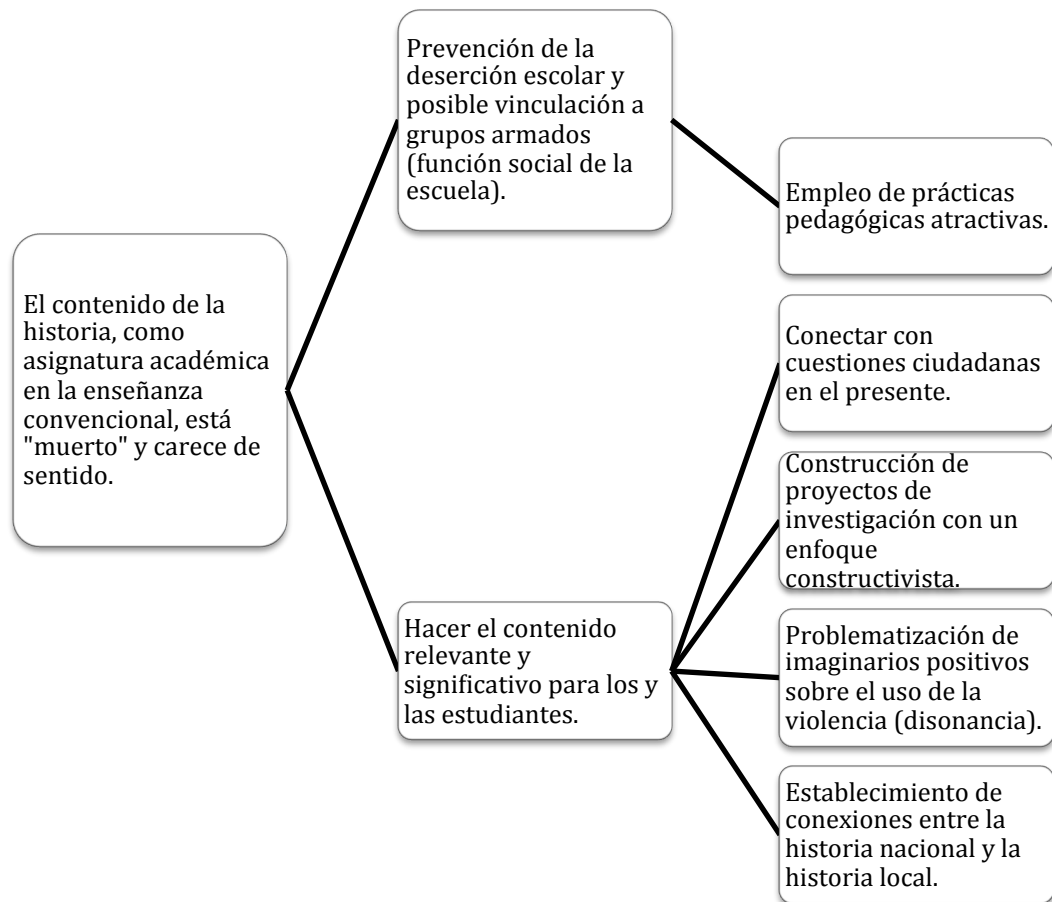 El contenido de la
historia, como
asignatura académica
en la enseñanza
convencional, está
"muerto" y carece de
sentido.
Prevención de la
deserción escolar y
posible vinculación a
grupos armados
(función social de la
escuela).
Empleo de prácticas
pedagógicas atractivas.
Hacer el contenido
relevante y
significativo para los y
las estudiantes.
Conectar con
cuestiones ciudadanas
en el presente.
Construcción de
proyectos de
investigación con un
enfoque
constructivista.
Problematización de
imaginarios positivos
sobre el uso de la
violencia (disonancia).
Establecimiento de
conexiones entre la
historia nacional y la
historia local.